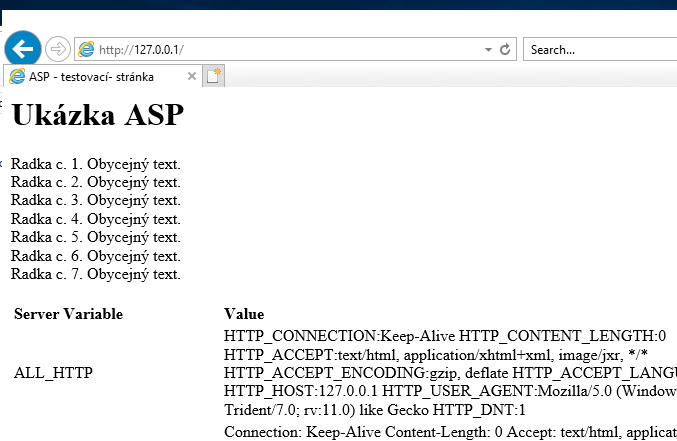 http://127.0.0.1/
Search...
ASP - testovací- stránka
Ukázka ASP
Radka c. 1. Obycejný text.
Radka c. 2. Obycejný text.
Radka c. 3. Obycejný text.
Radka c. 4. Obycejný text.
Radka c. 5. Obycejný text.
Radka c. 6. Obycejný text.
Radka c. 7. Obycejný text.
Server Variable Value
HTTP_CONNECTION:Keep-Alive HTTP_CONTENT_LENGTH:0
HTTP_ACCEPT:text/html, application/xhtml+xml, image/jxr, */*
ALL_HTTP HTTP_ACCEPT_ENCODING:gzip, deflate HTTP_ACCEPT_LANGU
HTTP_HOST:127.0.0.1 HTTP_USER_AGENT:Mozilla/5.0 (Window
Trident/7.0; rv:11.0) like Gecko HTTP_DNT:1
Connection: Keep-Alive Content-Length: 0 Accept: text/html, applicat